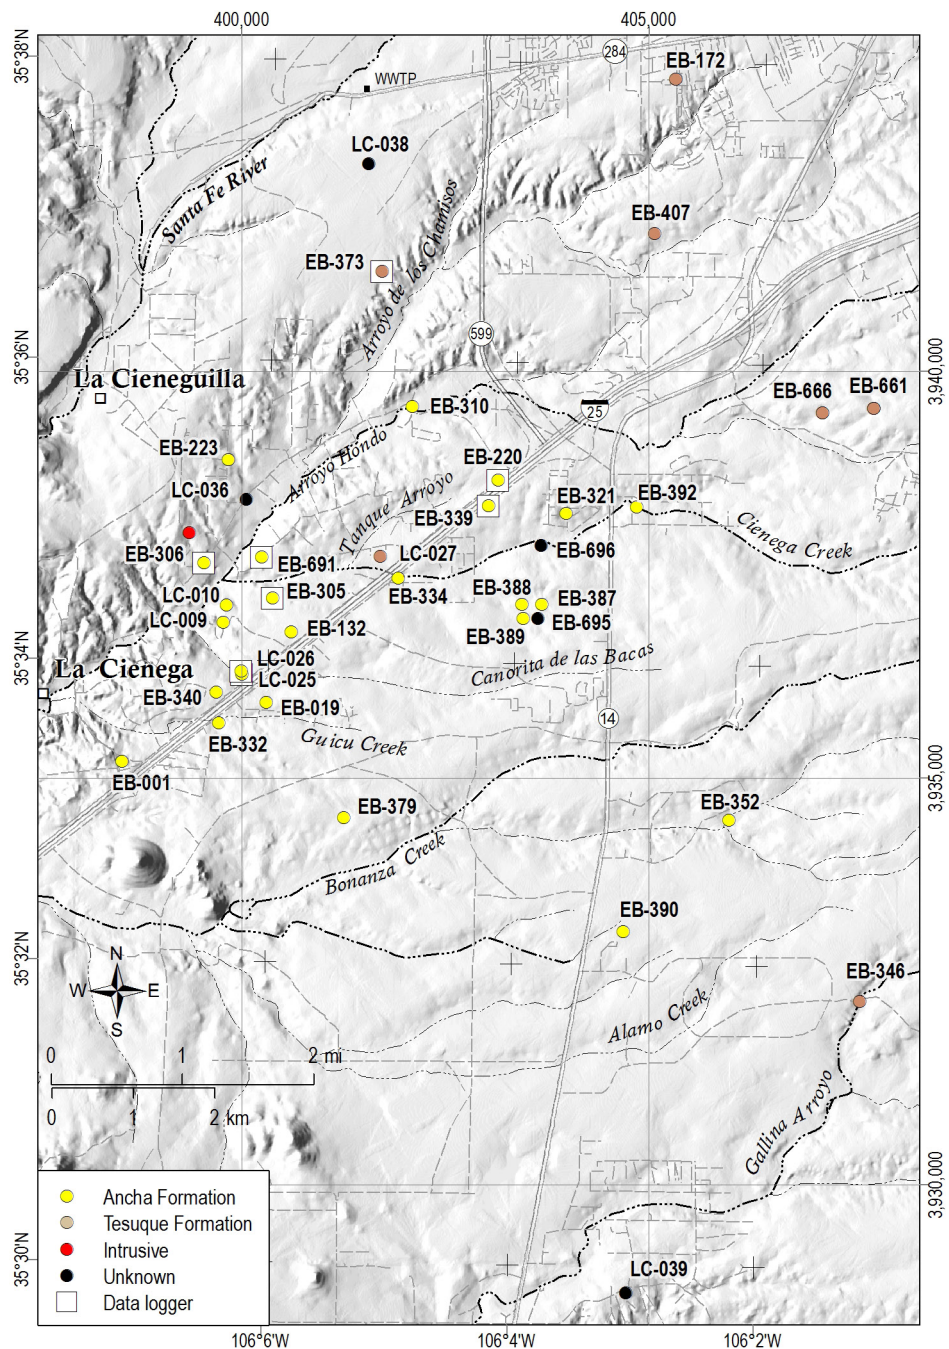 400,000
405,000
35°38'N
284
EB-172
WWTP
LC-038
Santa Fe River
EB-407
Arroyo de los Chamisos
EB-373
599
35°36'N
3,940,000
La Cieneguilla
EB-666
EB-661
EB-310
25
Arroyo Hondo
EB-223
EB-220
LC-036
Tanque Arroyo
EB-321
EB-392
EB-339
Cienega Creek
EB-306
EB-691
LC-027
EB-696
EB-334
LC-010
EB-305
EB-388
EB-387
LC-009
EB-132
EB-389
EB-695
35°34'N
La Cienega
LC-026
LC-025
Canorita de las Bacas
EB-340
EB-019
14
EB-332
Guicu Creek
EB-001
3,935,000
EB-379
EB-352
Bonanza Creek
EB-390
35°32'N
N
W E
S
EB-346
Alamo Creek
0 1 2 mi
0 1 2 km
Gallina Arroyo
Ancha Formation
Tesuque Formation
Intrusive
Unknown
Data logger
3,930,000
35°30'N
LC-039
106°6'W
106°4'W
106°2'W